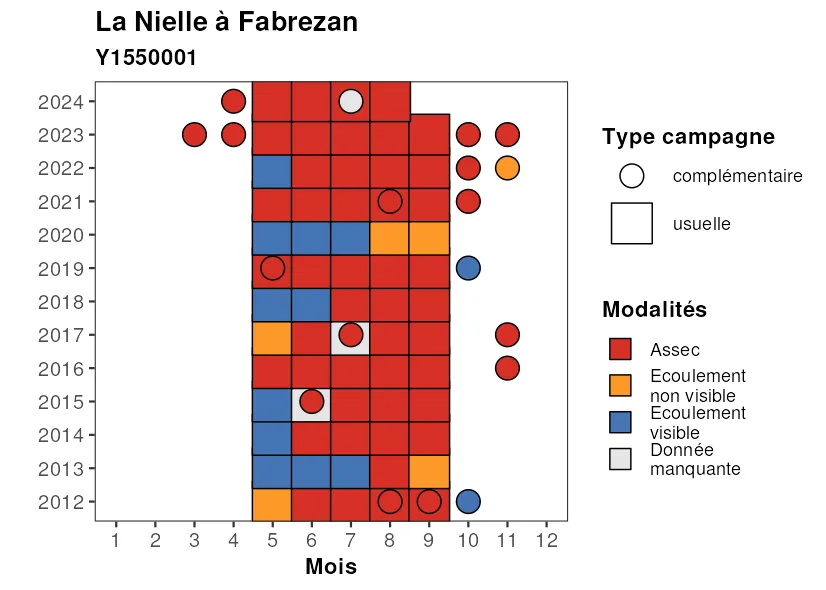 La Nielle à Fabrezan
Y1550001
2024
2023
2022
2021
2020
2019
2018
2017
2016
2015
2014
2013
2012
1 2 3 4 5 6 7 8 9 10 11 12
Mois
Type campagne
complémentaire
usuelle
Modalités
Assec
Ecoulement
non visible
Ecoulement
visible
Donnée
manquante